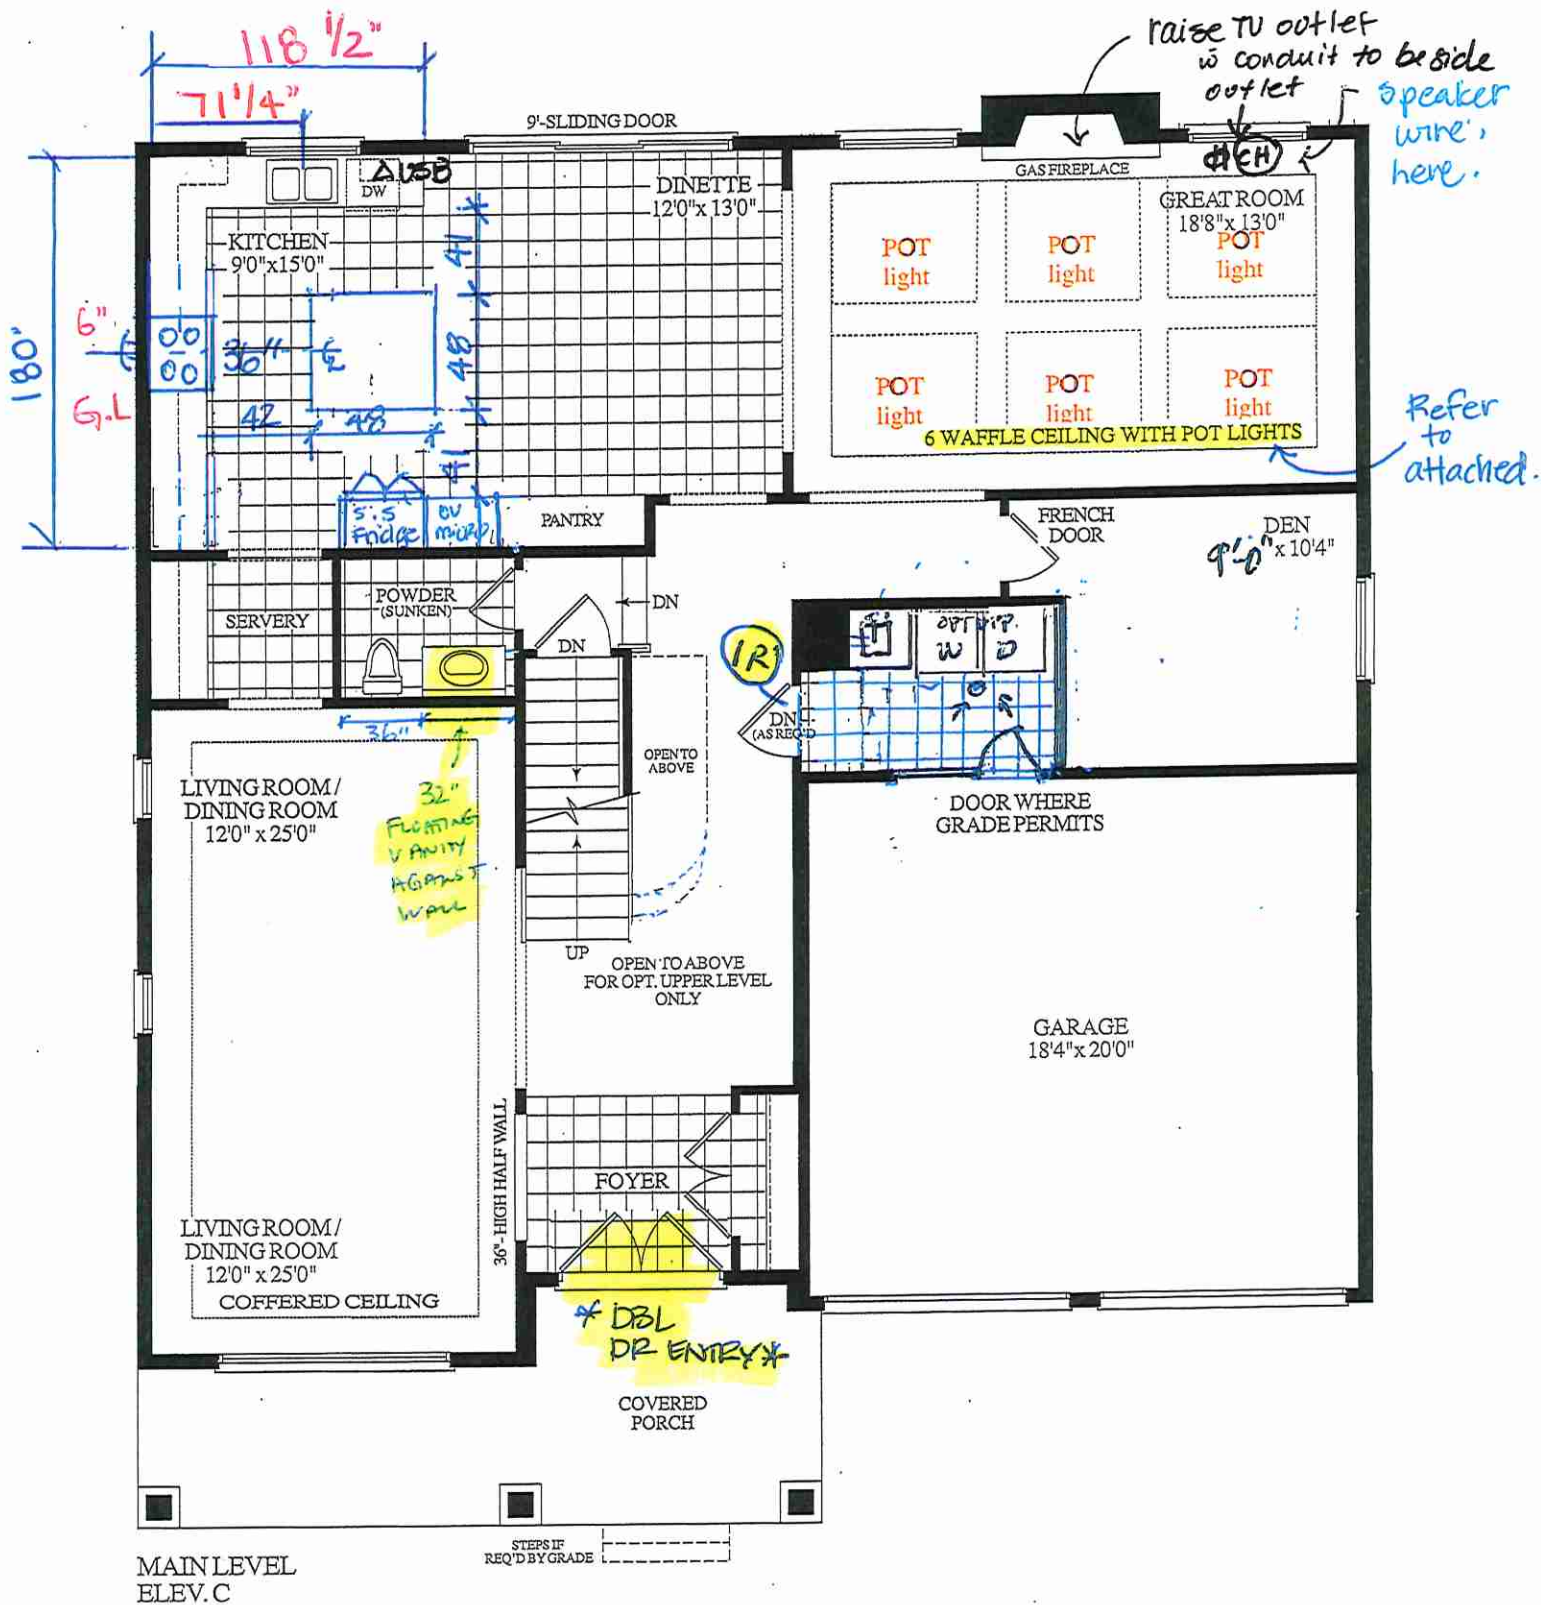 118 1/2"
71 1/4"
raise TV outlet
w conduit to beside
outlet
speaker
wire
here.
9'-SLIDING DOOR
USB
DW
DINETTE
12'0"x 13'0"
GAS FIREPLACE
GREAT ROOM
18'8"x 13'0"
KITCHEN
9'0"x15'0"
41
POT
light
POT
light
POT
light
180"
6"
G.L
36"
48
42
48
41
POT
light
POT
light
POT
light
6 WAFFLE CEILING WITH POT LIGHTS
Refer
to
attached.
S.S
Fridge
OV
MICRO
PANTRY
FRENCH
DOOR
DEN
9'-0" x 10'4"
SERVERY
POWDER
(SUNKEN)
DN
DN
1R
W
D
DN
(AS REQ'D
36"
OPEN TO
ABOVE
LIVING ROOM /
DINING ROOM
12'0" x 25'0"
32"
FLOATING
VANITY
AGAINST
WALL
DOOR WHERE
GRADE PERMITS
UP
OPEN TO ABOVE
FOR OPT. UPPER LEVEL
ONLY
GARAGE
18'4"x 20'0"
36"- HIGH HALF WALL
FOYER
LIVING ROOM /
DINING ROOM
12'0" x 25'0"
COFFERED CEILING
* DBL
DR ENTRY *
COVERED
PORCH
STEPS IF
REQ'D BY GRADE
MAIN LEVEL
ELEV. C